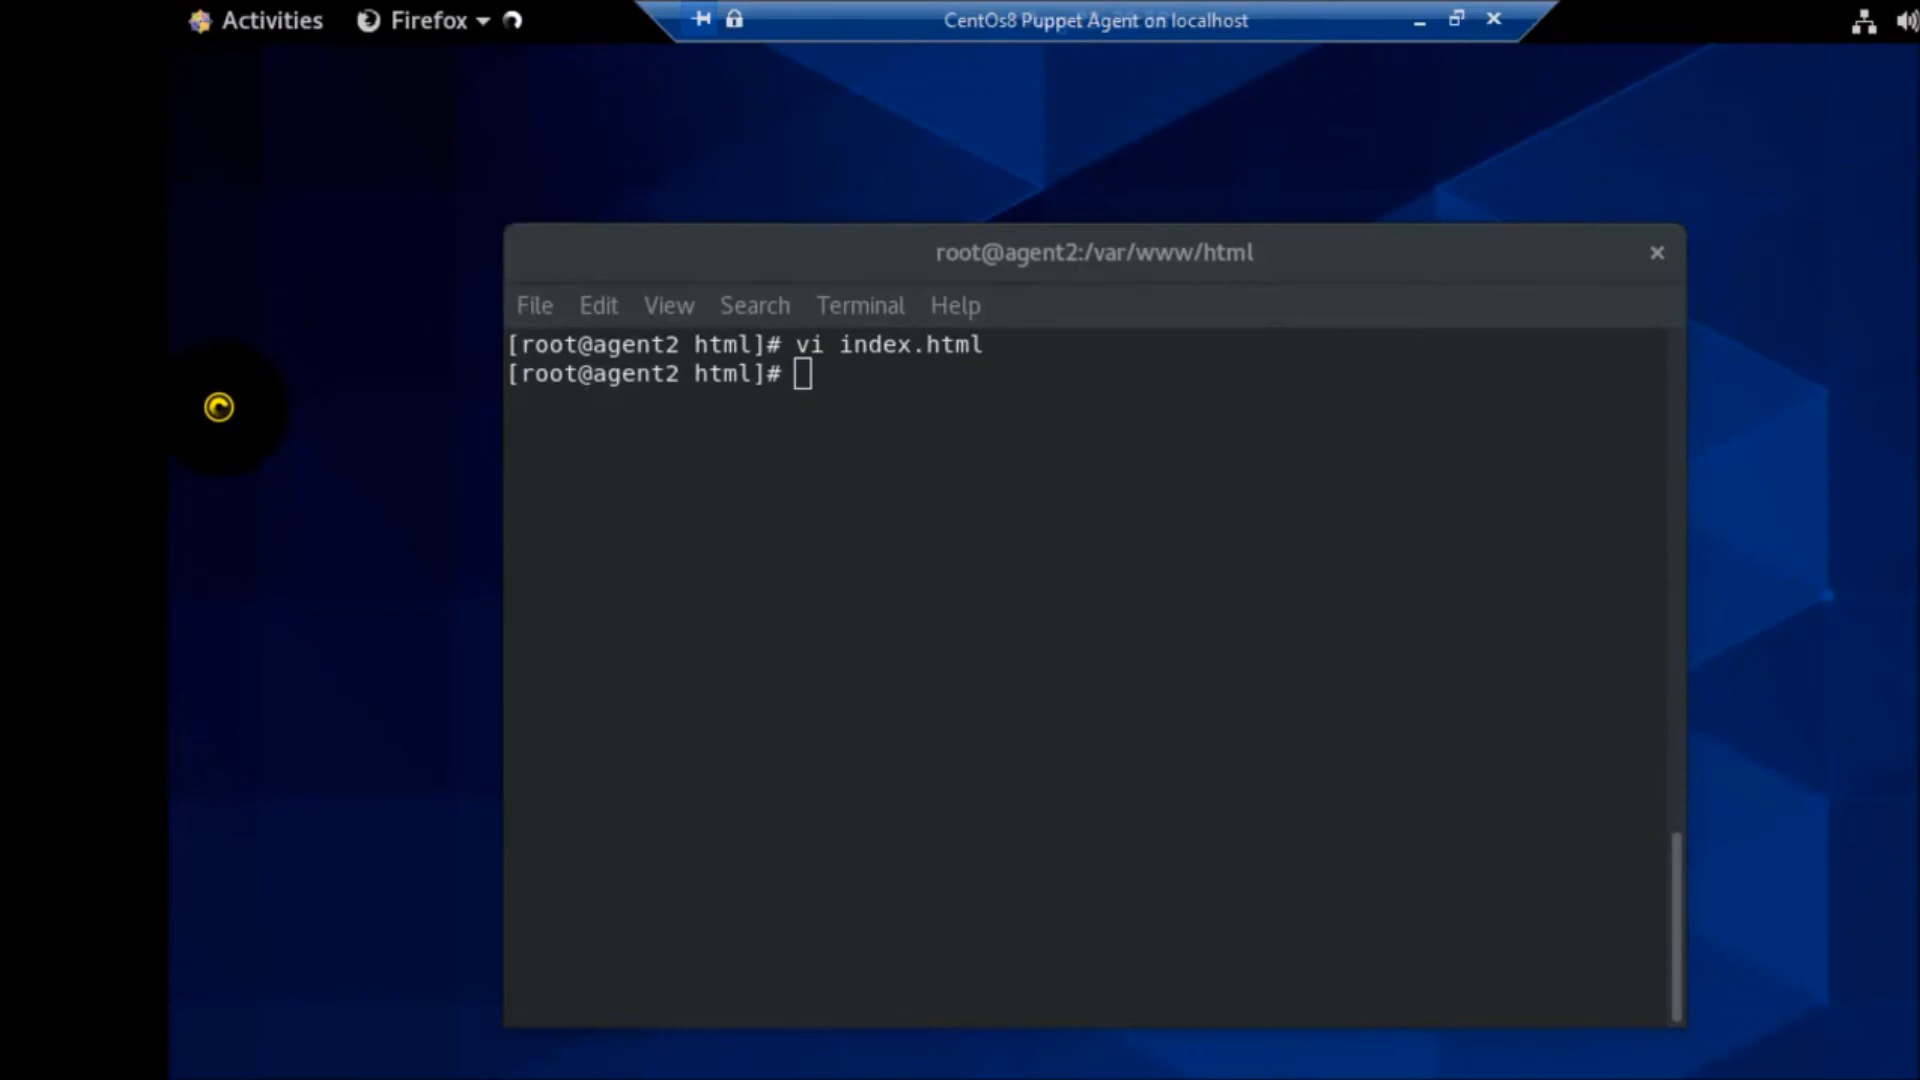 Activities Firefox
CentOs8 Puppet Agent on localhost
root@agent2:/var/www/html
File Edit View Search Terminal Help
[root@agent2 html]# vi index.html
[root@agent2 html]#